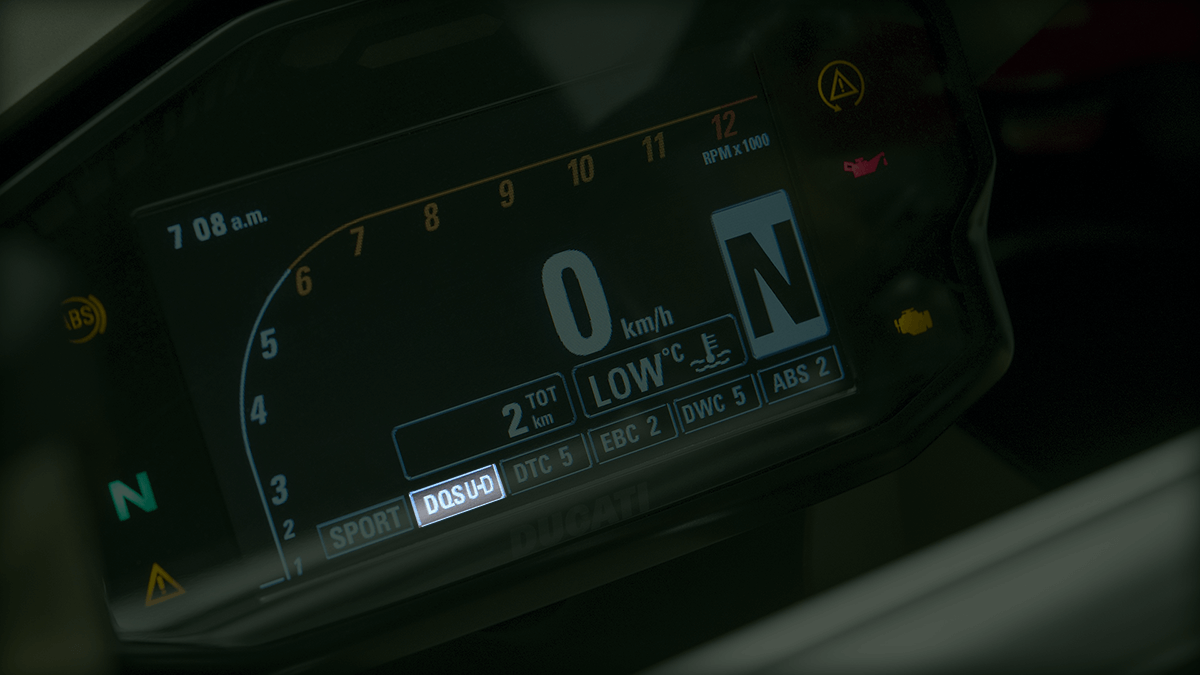 7 08 a.m.
1
2
3
4
5
6
7
8
9
10
11
12
RPM x 1000
0 km/h
N
2 TOT km
LOW °C
SPORT
DQS U-D
DTC 5
EBC 2
DWC 5
ABS 2
DUCATI
ABS
N